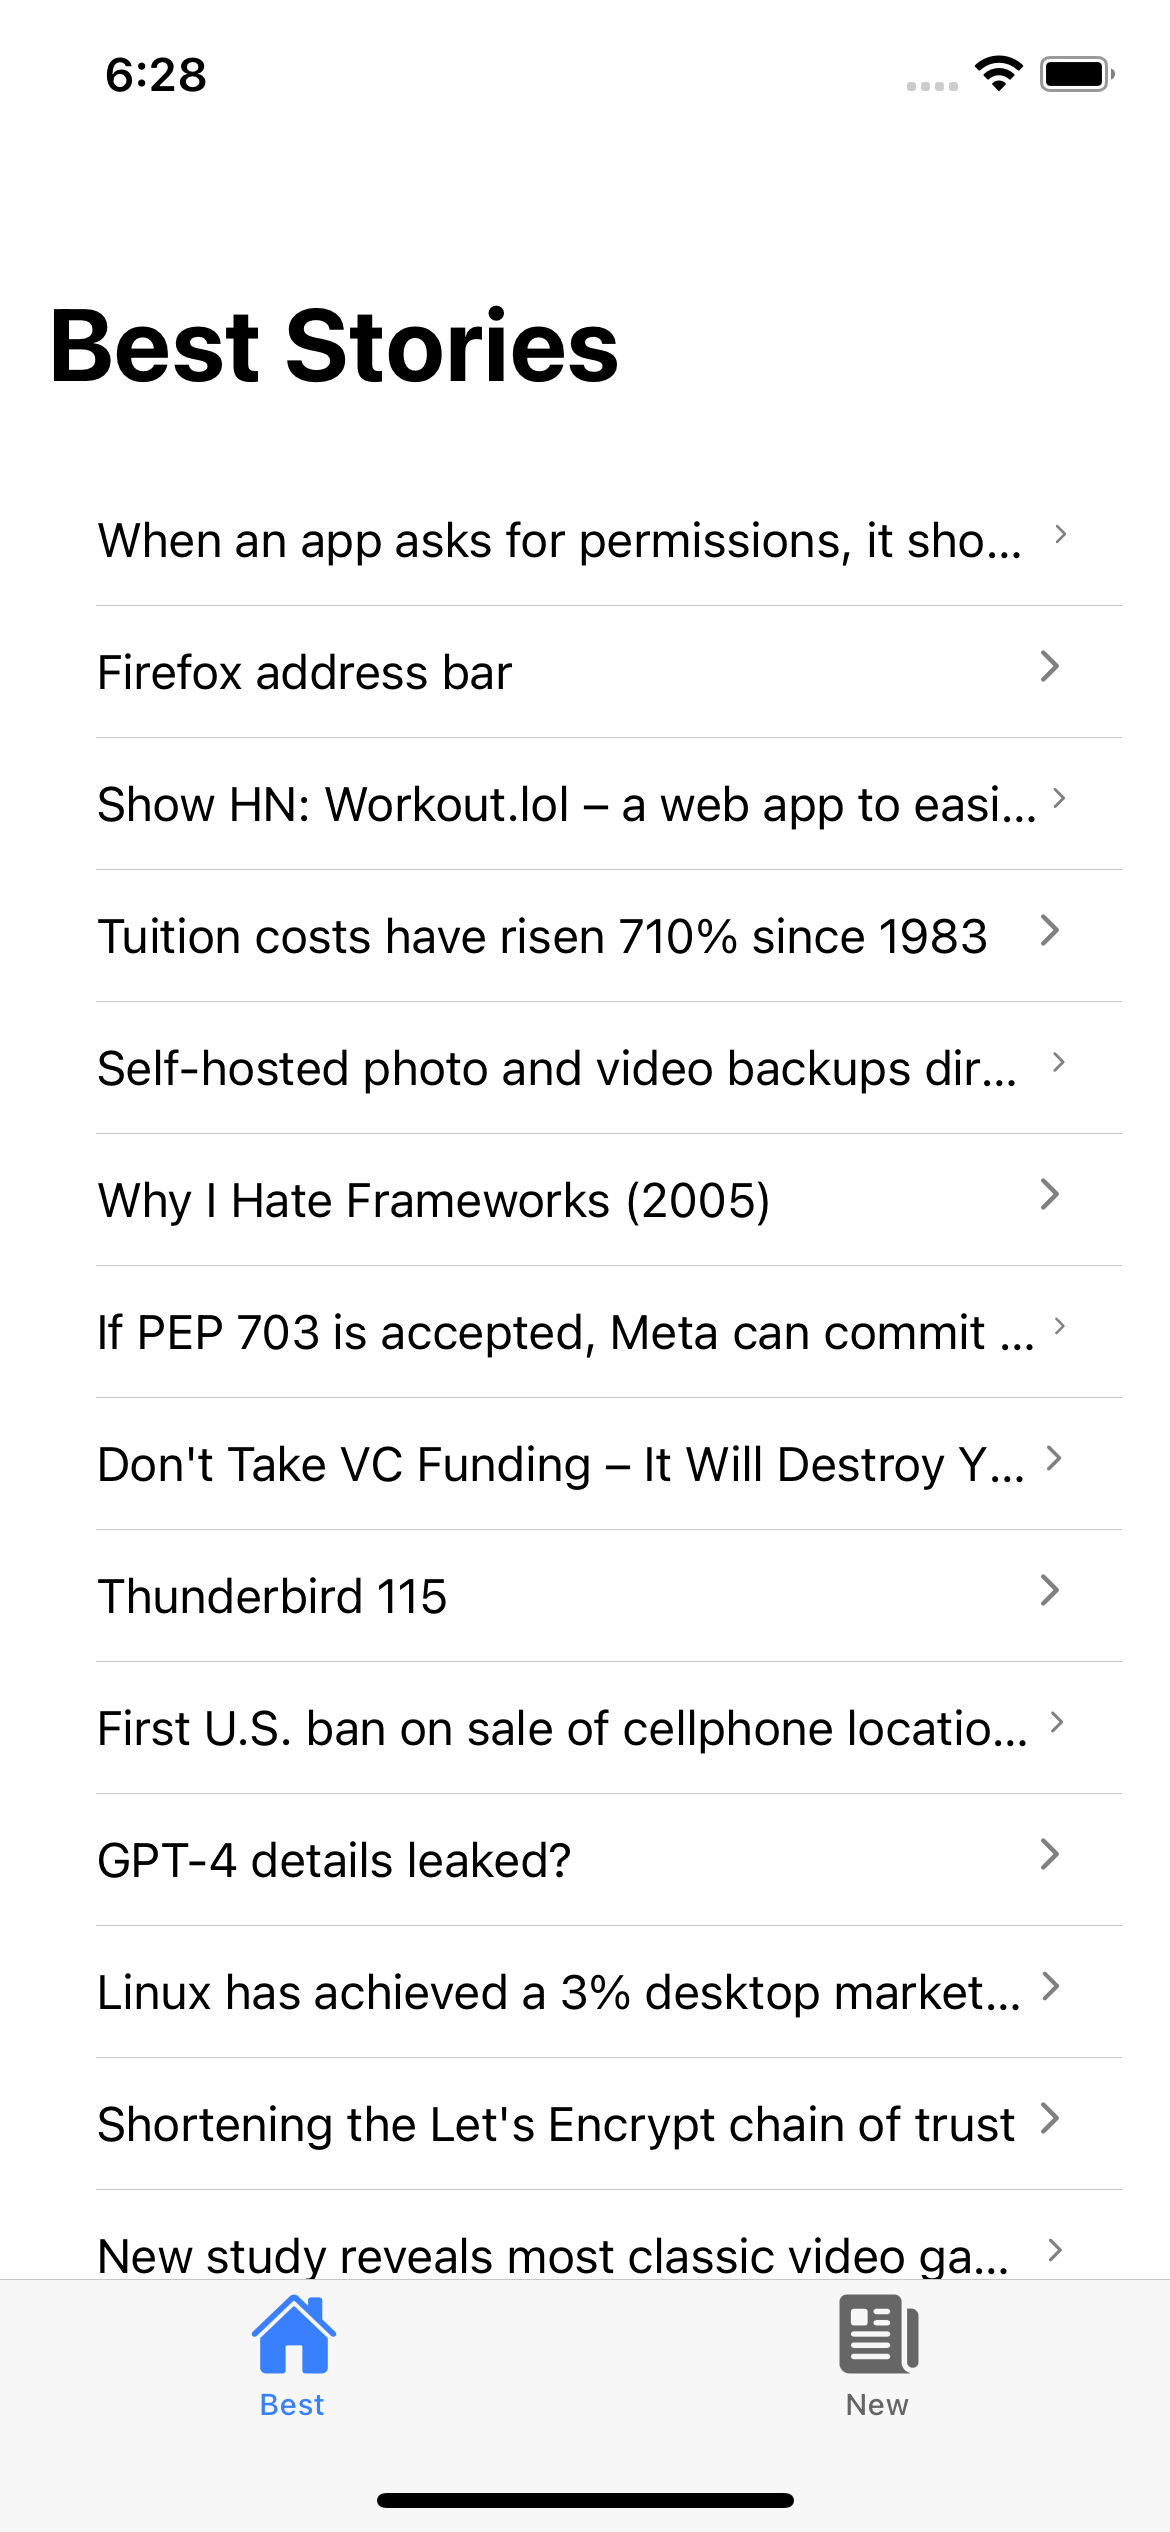 6:28
Best Stories
When an app asks for permissions, it sho...
Firefox address bar
Show HN: Workout.lol – a web app to easi...
Tuition costs have risen 710% since 1983
Self-hosted photo and video backups dir...
Why I Hate Frameworks (2005)
If PEP 703 is accepted, Meta can commit ...
Don't Take VC Funding – It Will Destroy Y...
Thunderbird 115
First U.S. ban on sale of cellphone locatio...
GPT-4 details leaked?
Linux has achieved a 3% desktop market...
Shortening the Let's Encrypt chain of trust
New study reveals most classic video ga...
Best
New